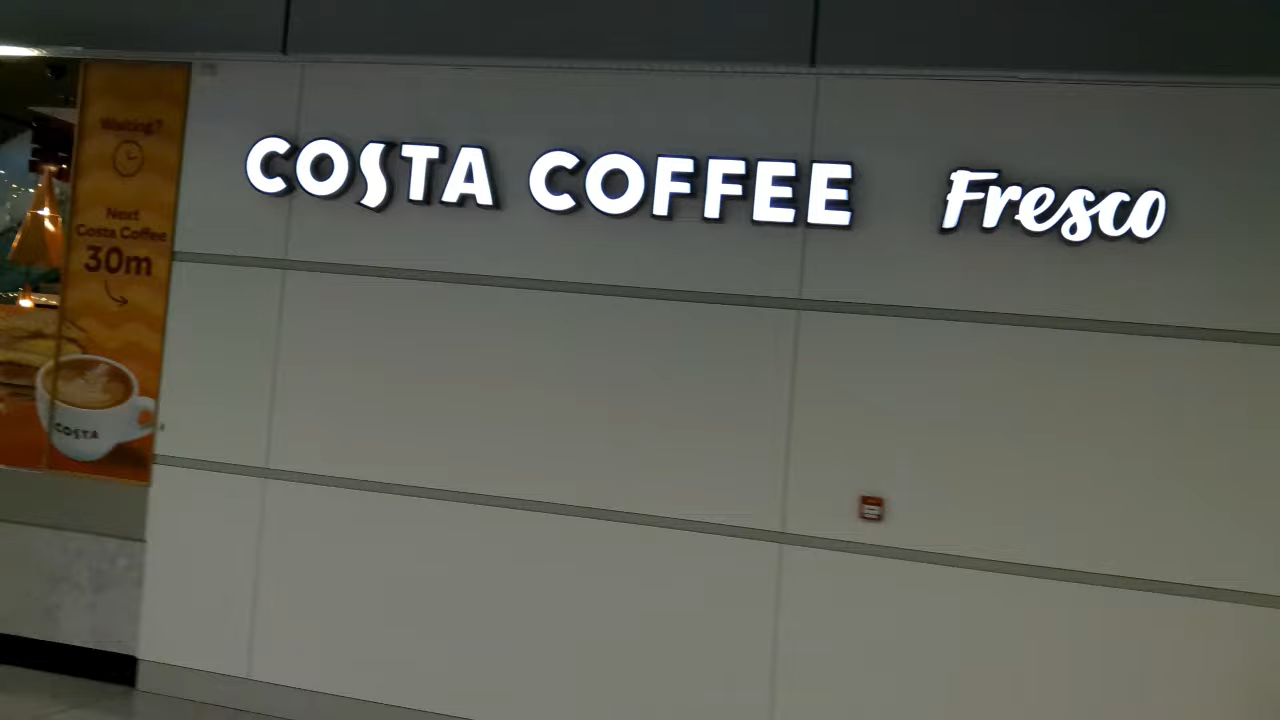 COSTA COFFEE Fresco
Waiting?
Next
Costa Coffee
30m
COSTA